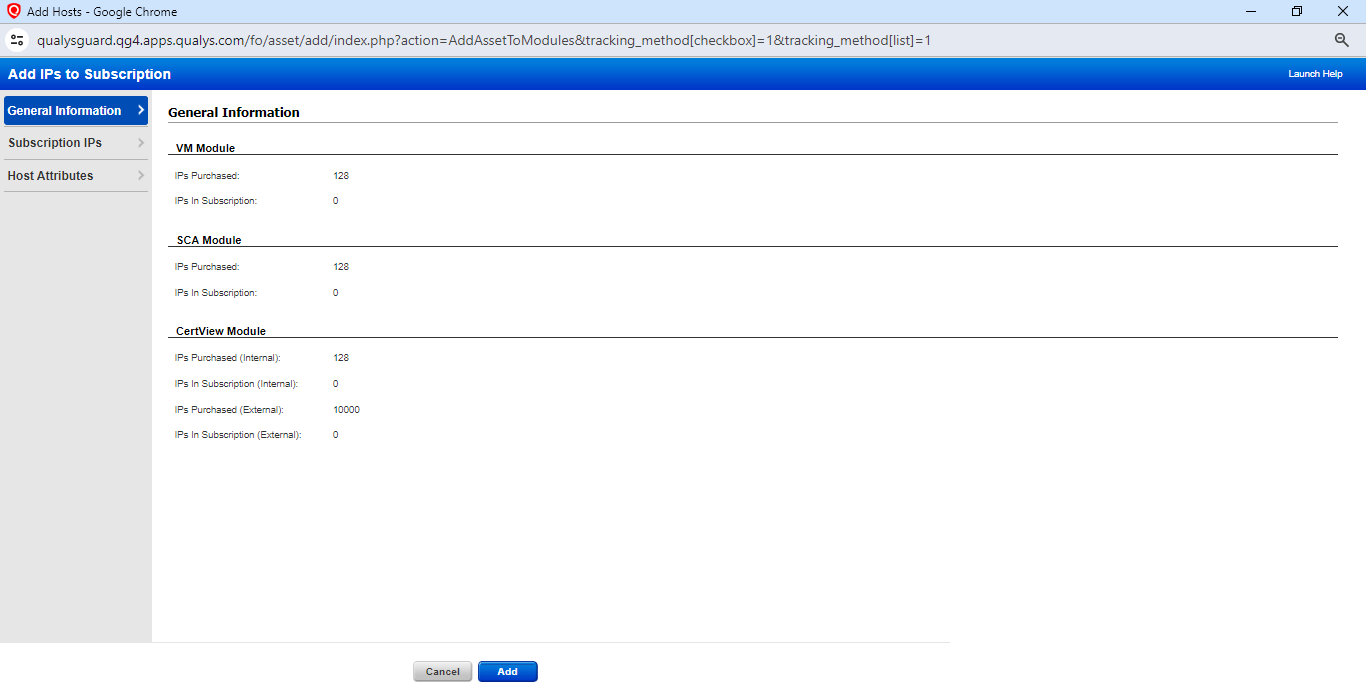 Add Hosts - Google Chrome
qualysguard.qg4.apps.qualys.com/fo/asset/add/index.php?action=AddAssetToModules&tracking_method[checkbox]=1&tracking_method[list]=1
Add IPs to Subscription
Launch Help
General Information
Subscription IPs
Host Attributes
General Information
VM Module
IPs Purchased: 128
IPs In Subscription: 0
SCA Module
IPs Purchased: 128
IPs In Subscription: 0
CertView Module
IPs Purchased (Internal): 128
IPs In Subscription (Internal): 0
IPs Purchased (External): 10000
IPs In Subscription (External): 0
Cancel
Add